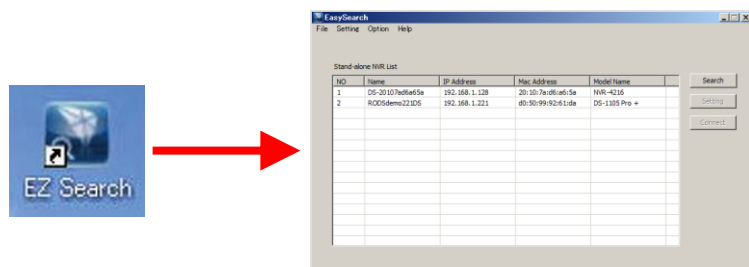 EZ Search
EasySearch
File Setting Option Help
Stand-alone NVR List
NO Name IP Address Mac Address Model Name
1 DS-20107ad6a65a 192.168.1.128 20:10:7a:d6:a6:5a NVR-4216
2 RODSdemo221DS 192.168.1.221 d0:50:99:92:61:da DS-1105 Pro +
Search
Setting
Connect